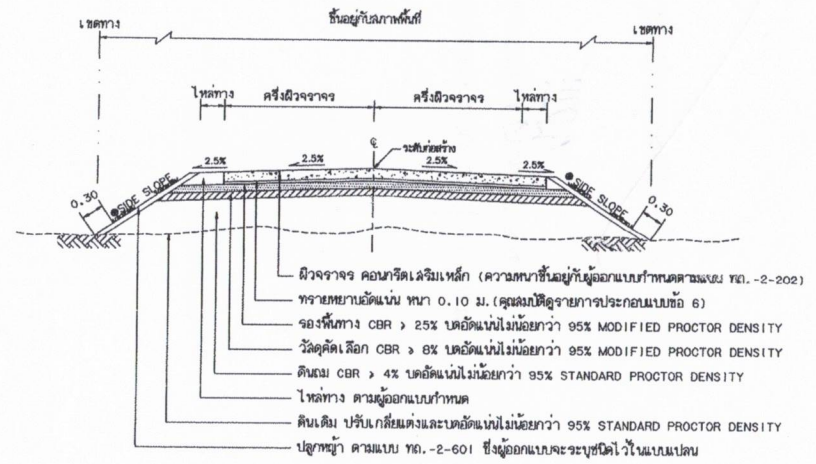 ขึ้นอยู่กับสภาพพื้นที่
เขตทาง เขตทาง
ไหล่ทาง ครึ่งผิวจราจร ครึ่งผิวจราจร ไหล่ทาง
℄ ระดับก่อสร้าง
2.5% 2.5% 2.5% 2.5%
0.30 SIDE SLOPE SIDE SLOPE 0.30
ผิวจราจร คอนกรีตเสริมเหล็ก (ความหนาขึ้นอยู่กับผู้ออกแบบกำหนดตามแบบ ทถ.-2-202)
ทรายหยาบอัดแน่น หนา 0.10 ม.(คุณสมบัติดูรายการประกอบแบบข้อ 6)
รองพื้นทาง CBR > 25% บดอัดแน่นไม่น้อยกว่า 95% MODIFIED PROCTOR DENSITY
วัสดุคัดเลือก CBR > 8% บดอัดแน่นไม่น้อยกว่า 95% MODIFIED PROCTOR DENSITY
ดินถม CBR > 4% บดอัดแน่นไม่น้อยกว่า 95% STANDARD PROCTOR DENSITY
ไหล่ทาง ตามผู้ออกแบบกำหนด
ดินเดิม ปรับเกลี่ยแต่งและบดอัดแน่นไม่น้อยกว่า 95% STANDARD PROCTOR DENSITY
ปลูกหญ้า ตามแบบ ทถ.-2-601 ซึ่งผู้ออกแบบจะระบุชนิดไว้ในแบบแปลน